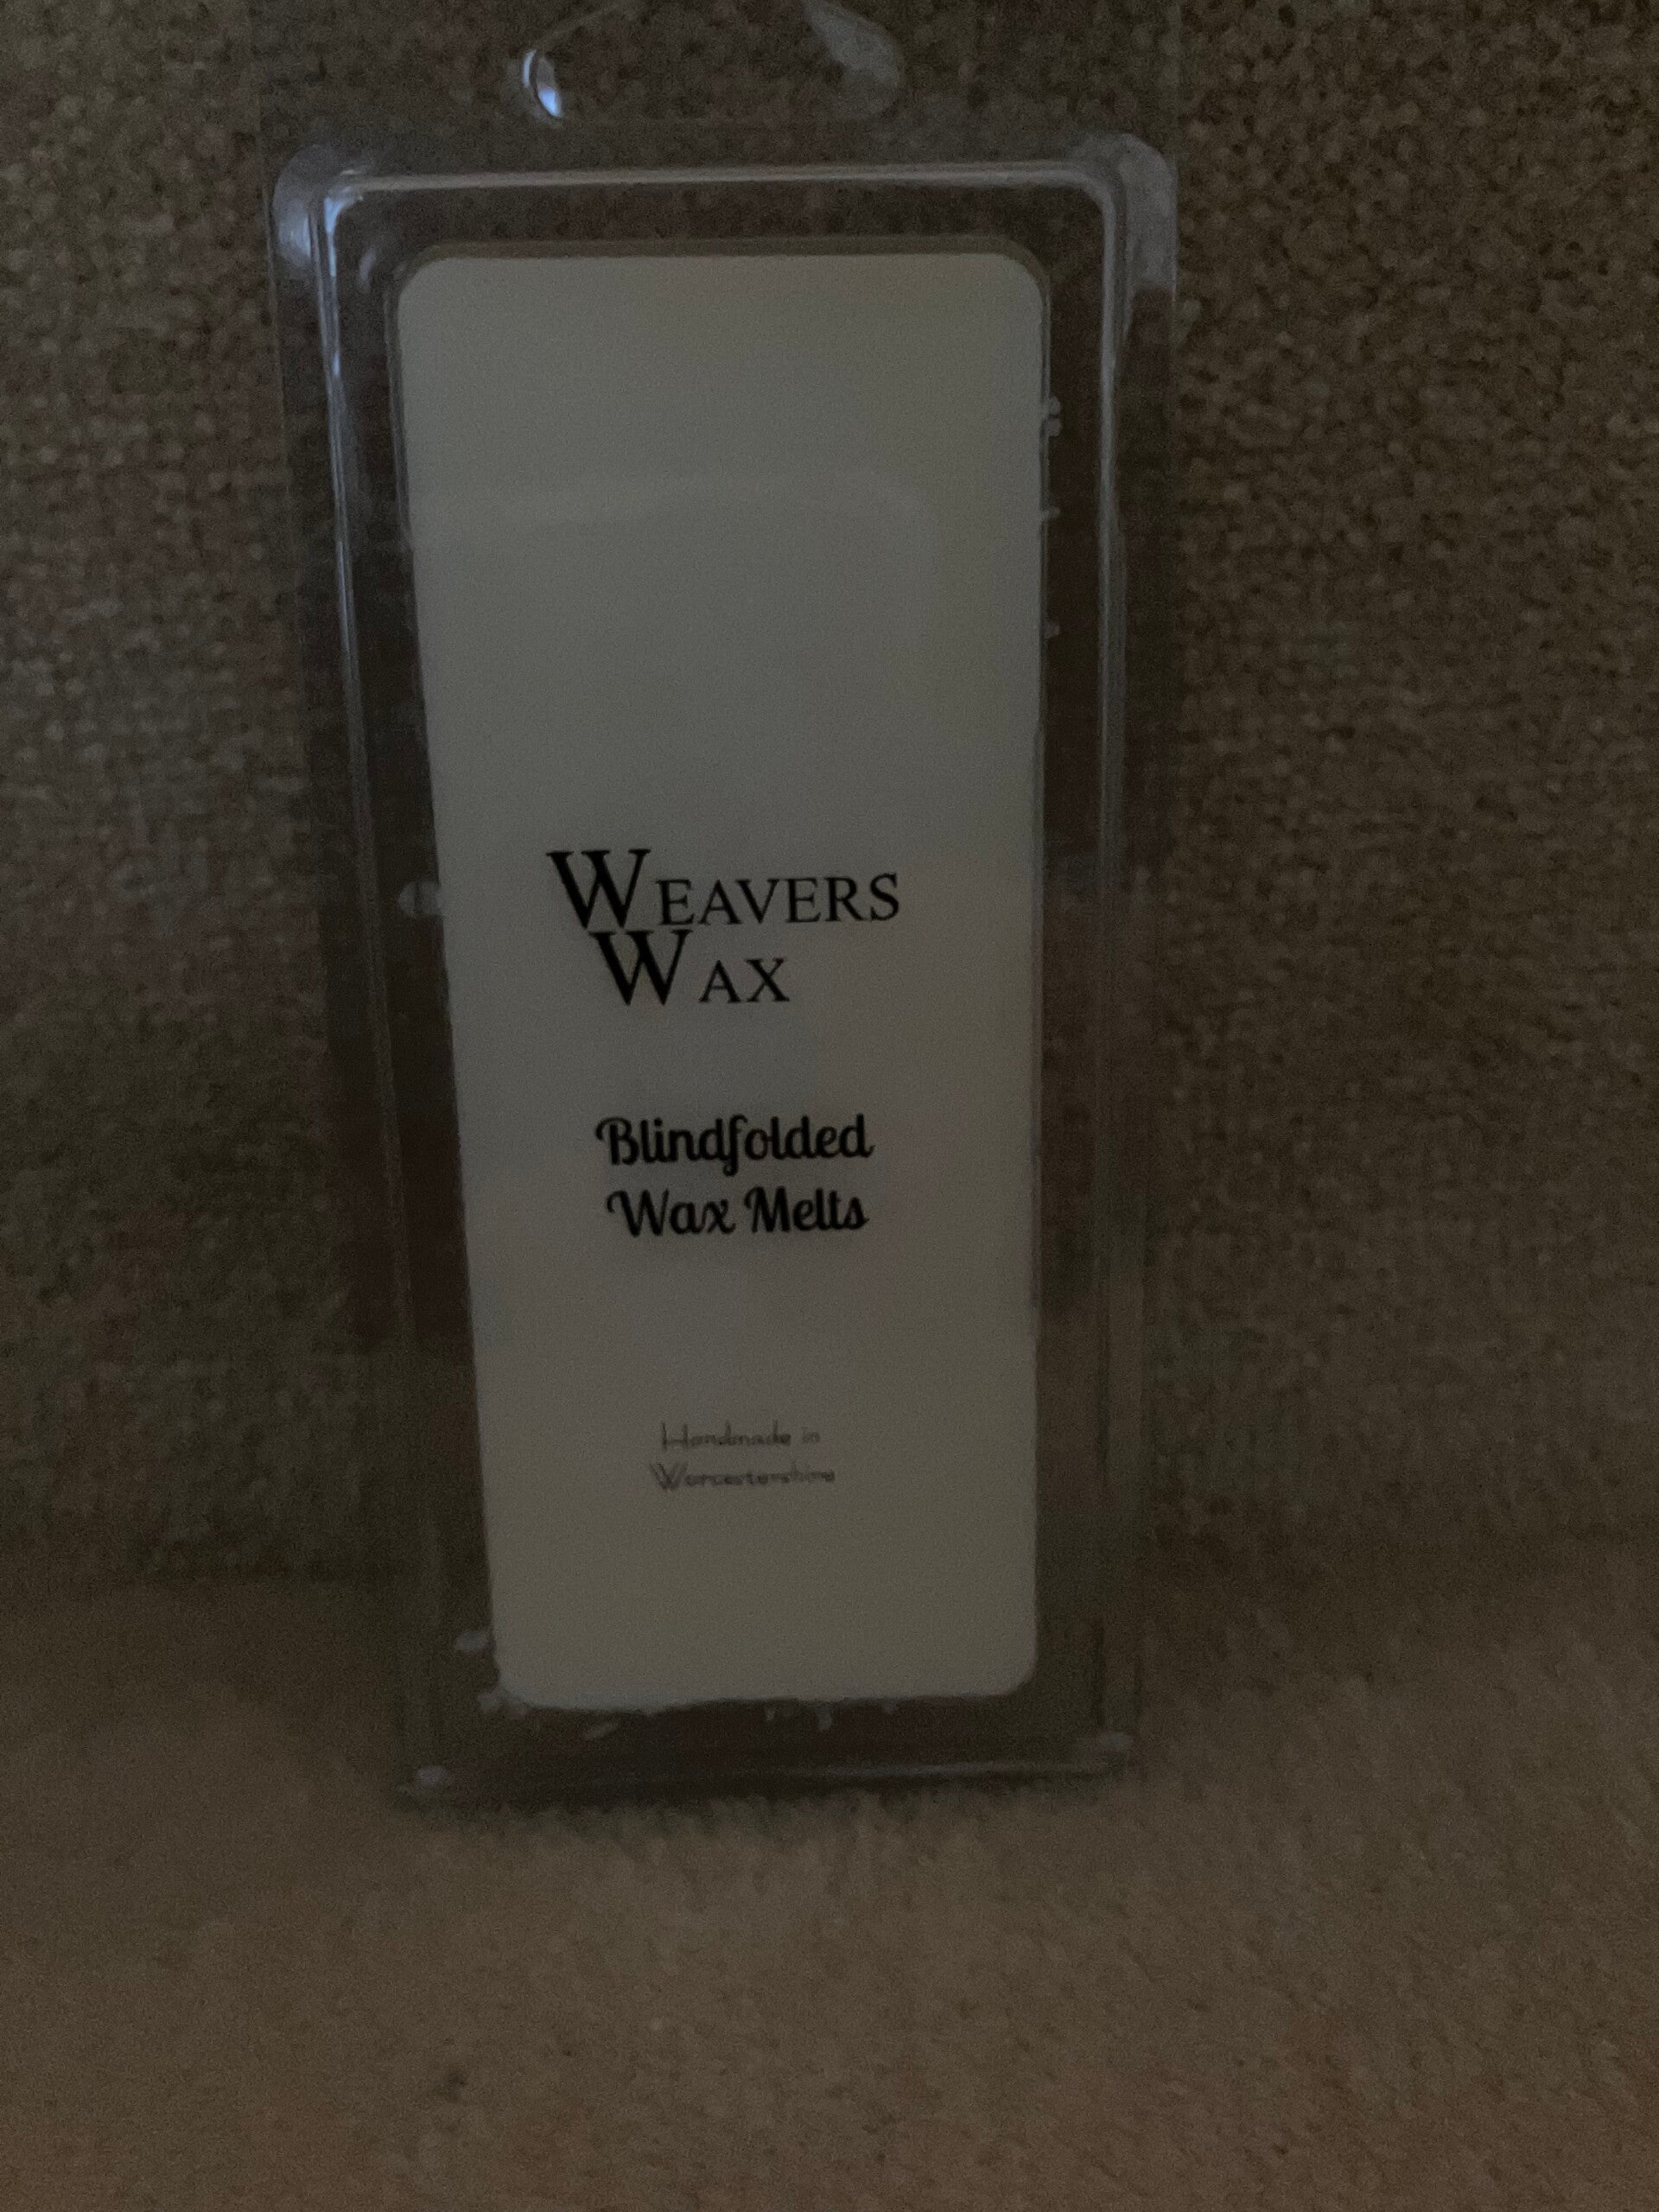 WEAVERS
WAX
Blindfolded
Wax Melts
Handmade in
Worcestershire